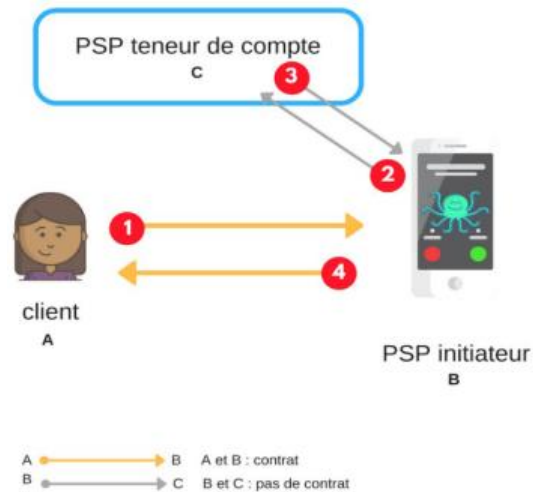 PSP teneur de compte
C
3
2
1
4
client
A
PSP initiateur
B
A B A et B : contrat
B C B et C : pas de contrat